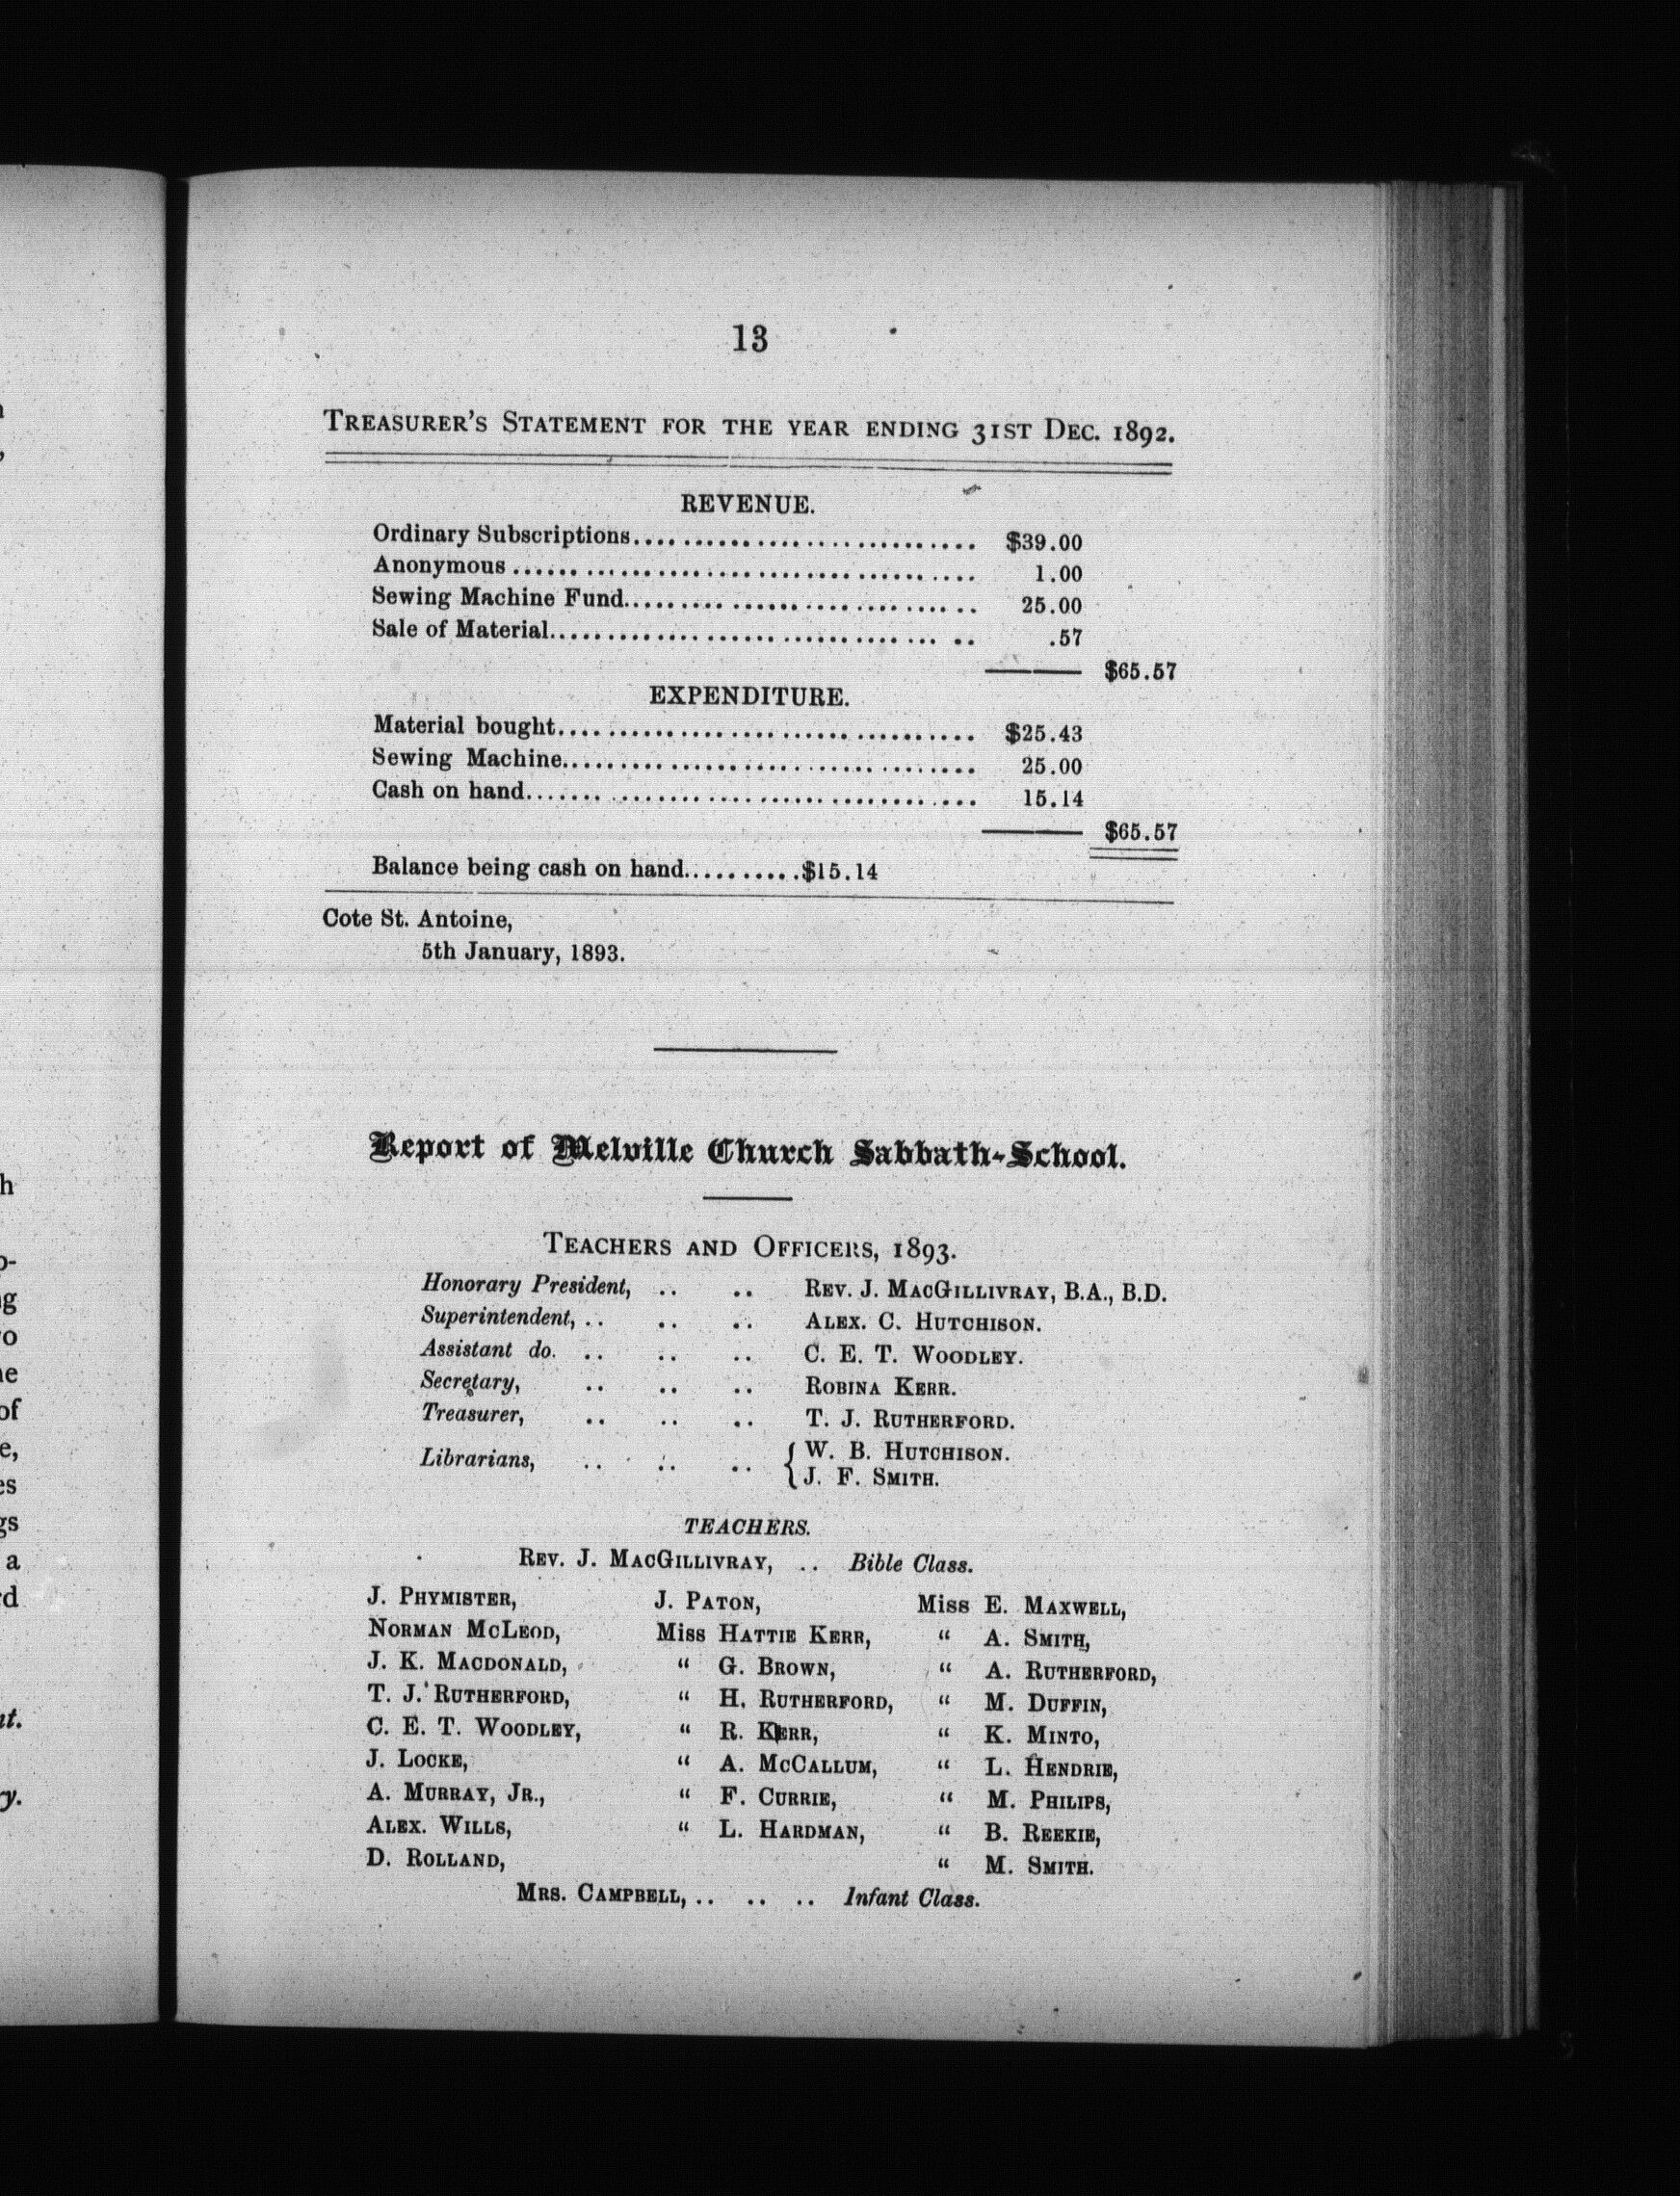 13
TREASURER'S STATEMENT FOR THE YEAR ENDING 31ST DEC. 1892.
REVENUE.
Ordinary Subscriptions........................... $39.00
Anonymous.................................... 1.00
Sewing Machine Fund........................... 25.00
Sale of Material................................ .57
$65.57
EXPENDITURE.
Material bought................................ $25.43
Sewing Machine................................ 25.00
Cash on hand................................... 15.14
$65.57
Balance being cash on hand..........$15.14
Cote St. Antoine,
5th January, 1893.
Report of Melville Church Sabbath-School.
TEACHERS AND OFFICERS, 1893.
Honorary President, .. .. REV. J. MACGILLIVRAY, B.A., B.D.
Superintendent, .. .. .. ALEX. C. HUTCHISON.
Assistant do. .. .. .. C. E. T. WOODLEY.
Secretary, .. .. .. ROBINA KERR.
Treasurer, .. .. .. T. J. RUTHERFORD.
Librarians, .. .. .. { W. B. HUTCHISON.
J. F. SMITH.
TEACHERS.
REV. J. MACGILLIVRAY, .. Bible Class.
J. PHYMISTER, J. PATON, Miss E. MAXWELL,
NORMAN MCLEOD, Miss HATTIE KERR, " A. SMITH,
J. K. MACDONALD, " G. BROWN, " A. RUTHERFORD,
T. J. RUTHERFORD, " H. RUTHERFORD, " M. DUFFIN,
C. E. T. WOODLEY, " R. KERR, " K. MINTO,
J. LOCKE, " A. MCCALLUM, " L. HENDRIE,
A. MURRAY, JR., " F. CURRIE, " M. PHILIPS,
ALEX. WILLS, " L. HARDMAN, " B. REEKIE,
D. ROLLAND, " M. SMITH.
MRS. CAMPBELL, .. .. .. Infant Class.